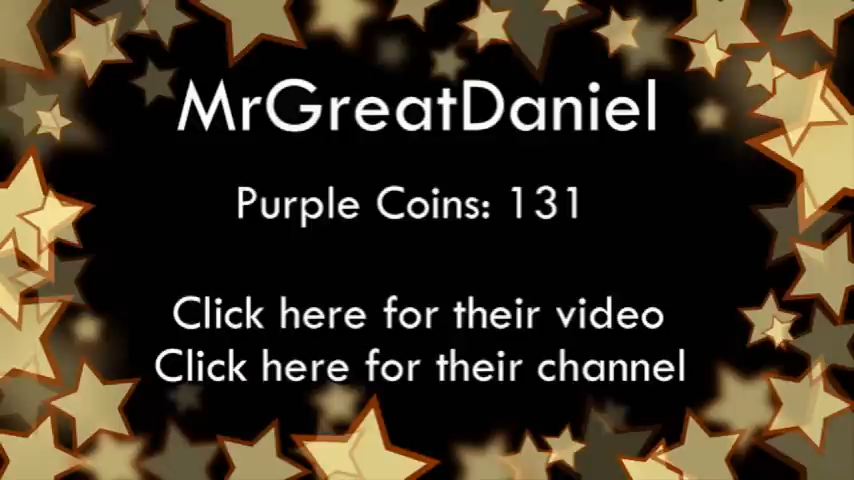 MrGreatDaniel
Purple Coins: 131
Click here for their video
Click here for their channel